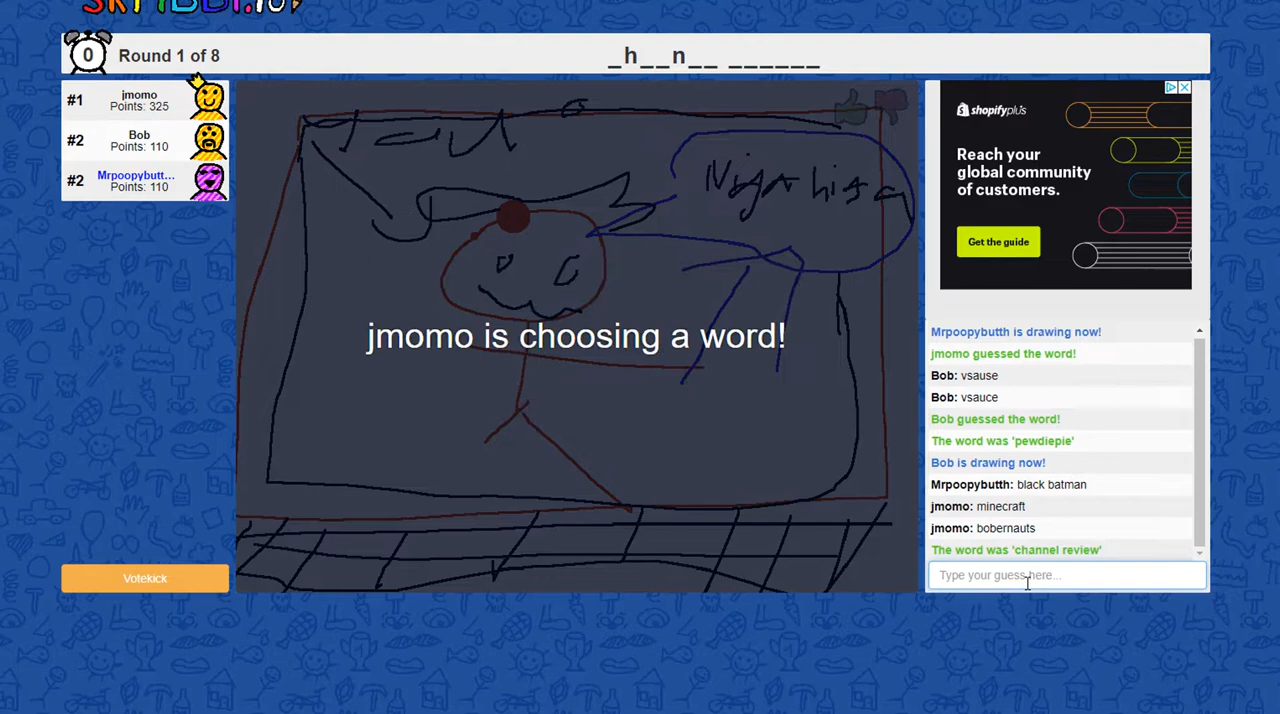 SKRIBBL.IO
0
Round 1 of 8
_h__n__ ______
#1
jmomo
Points: 325
#2
Bob
Points: 110
#2
Mrpoopybutt...
Points: 110
jmomo is choosing a word!
shopifyplus
Reach your
global community
of customers.
Get the guide
Mrpoopybutth is drawing now!
jmomo guessed the word!
Bob: vsause
Bob: vsauce
Bob guessed the word!
The word was 'pewdiepie'
Bob is drawing now!
Mrpoopybutth: black batman
jmomo: minecraft
jmomo: bobernauts
The word was 'channel review'
Type your guess here...
Votekick